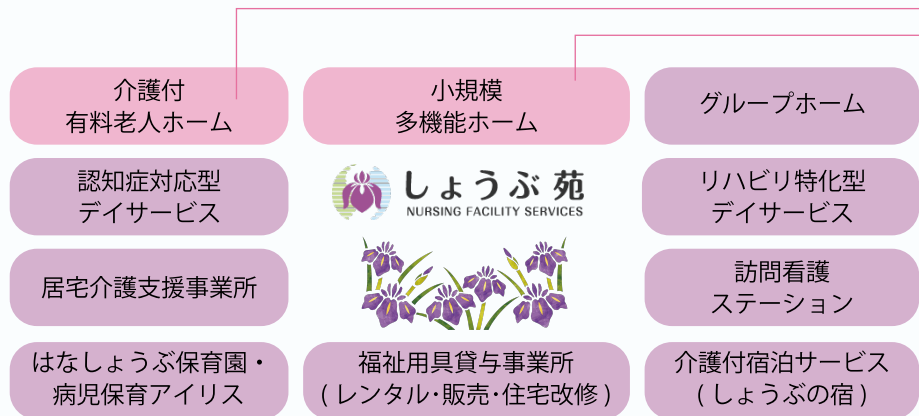 介護付
有料老人ホーム
小規模
多機能ホーム
グループホーム
認知症対応型
デイサービス
しょうぶ苑
NURSING FACILITY SERVICES
リハビリ特化型
デイサービス
居宅介護支援事業所
訪問看護
ステーション
はなしょうぶ保育園・
病児保育アイリス
福祉用具貸与事業所
(レンタル・販売・住宅改修)
介護付宿泊サービス
(しょうぶの宿)